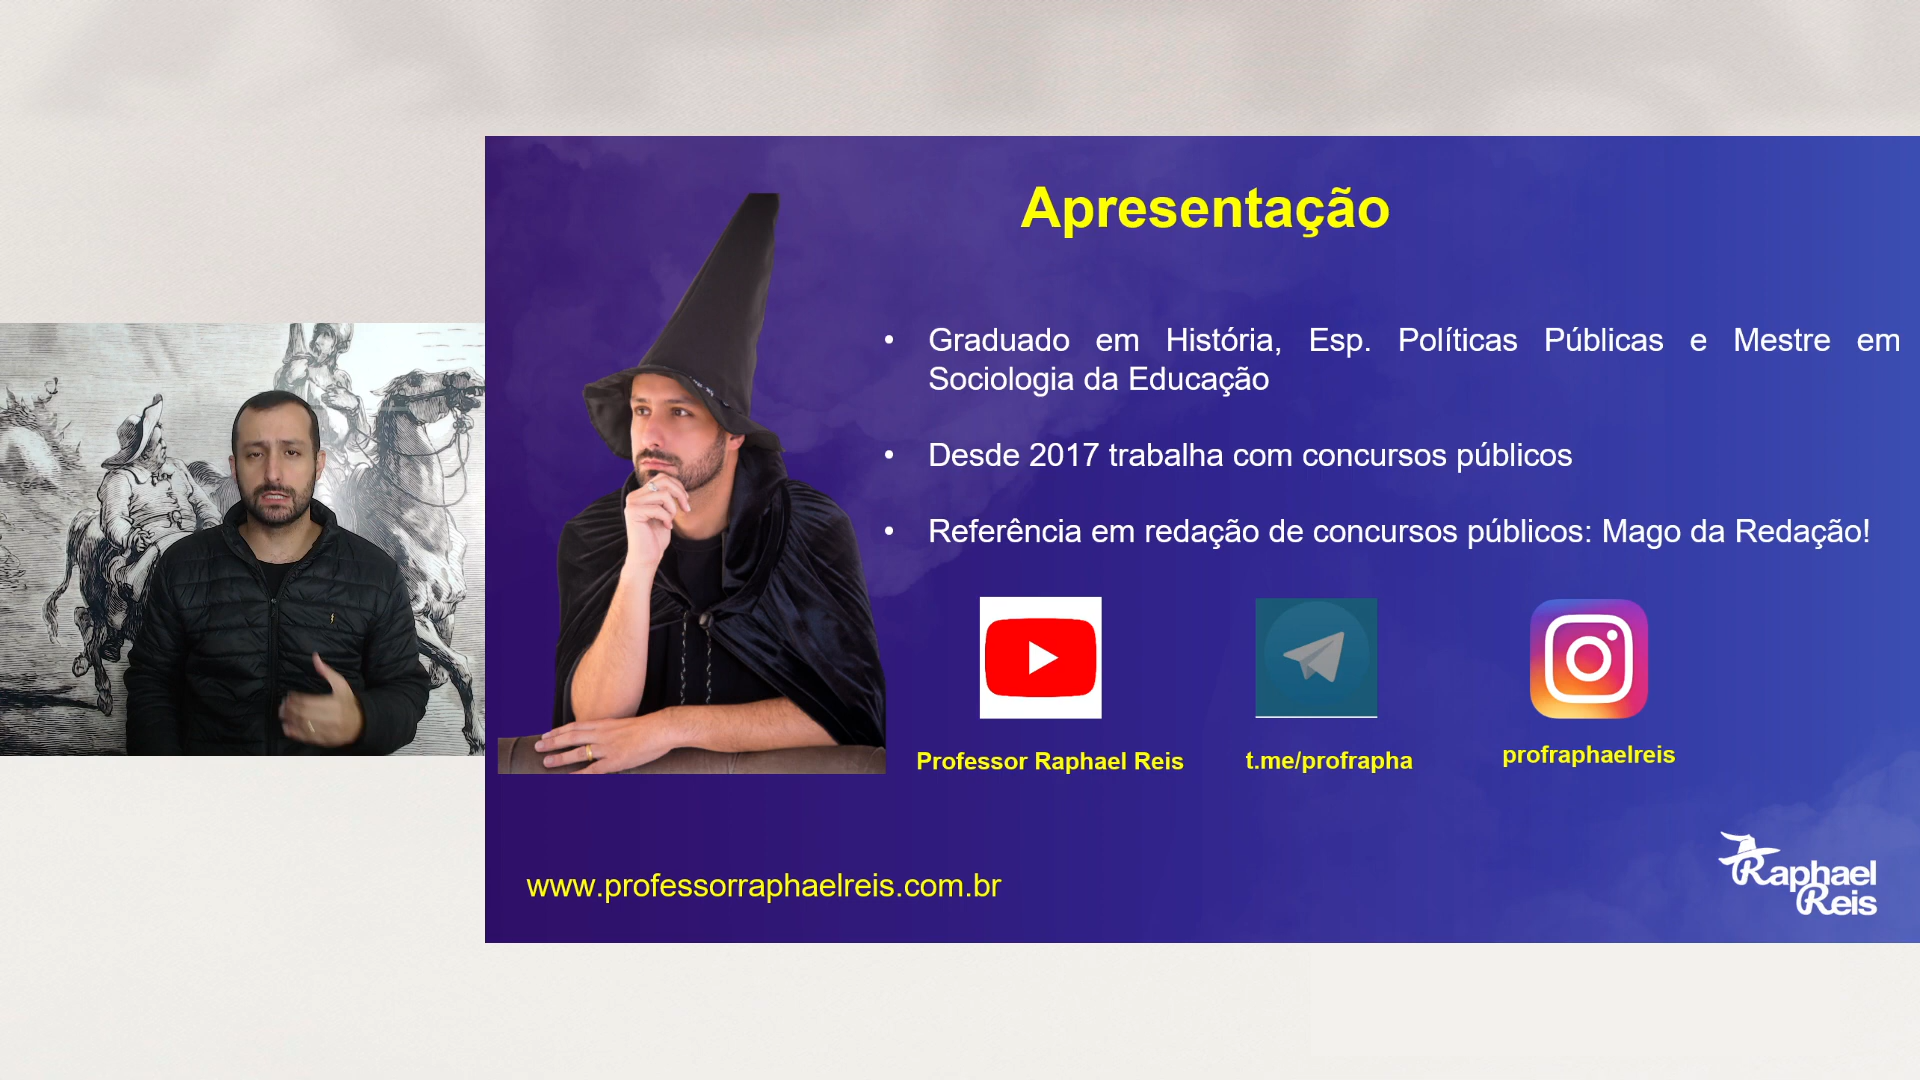 Apresentação
• Graduado em História, Esp. Políticas Públicas e Mestre em
Sociologia da Educação
• Desde 2017 trabalha com concursos públicos
• Referência em redação de concursos públicos: Mago da Redação!
Professor Raphael Reis
t.me/profrapha
profraphaelreis
www.professorraphaelreis.com.br
Raphael
Reis